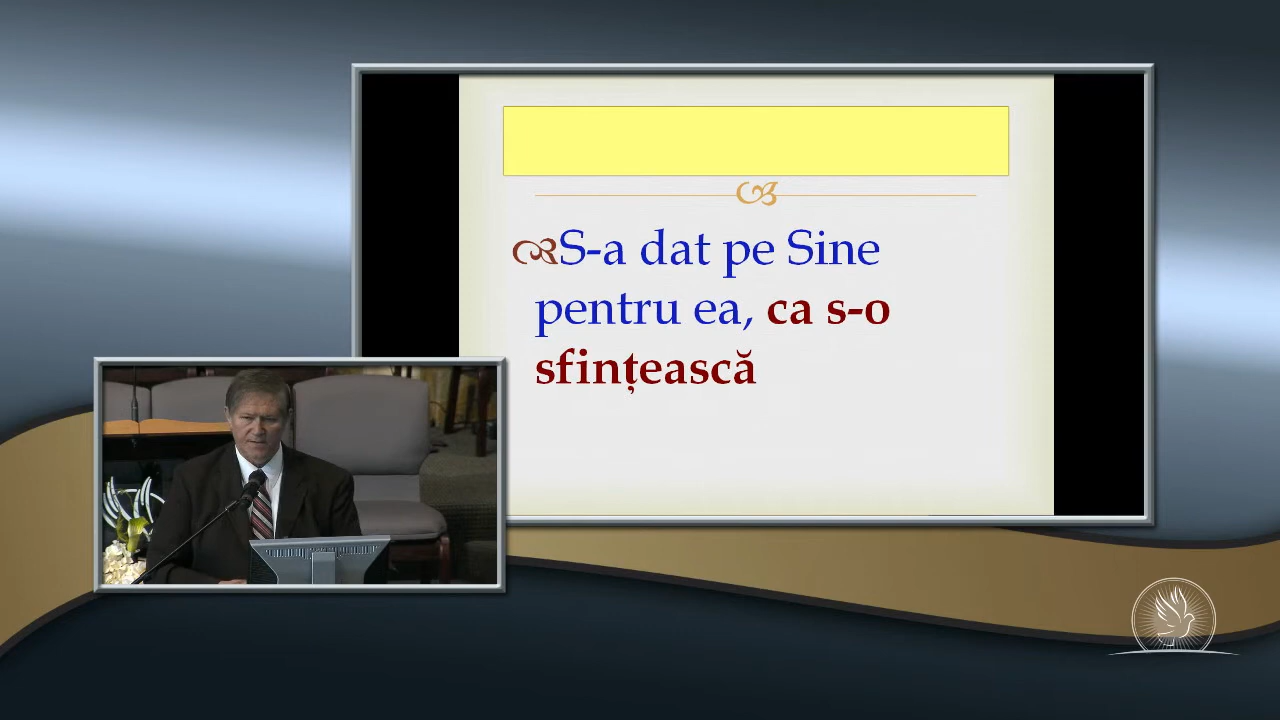 S-a dat pe Sine
pentru ea, ca s-o
sfințească